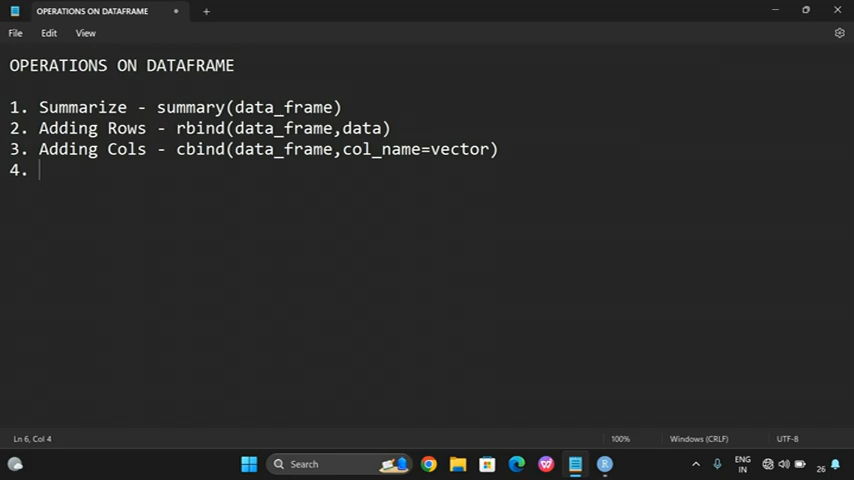 OPERATIONS ON DATAFRAME
File Edit View
OPERATIONS ON DATAFRAME
1. Summarize - summary(data_frame)
2. Adding Rows - rbind(data_frame,data)
3. Adding Cols - cbind(data_frame,col_name=vector)
4.
Ln 6, Col 4 100% Windows (CRLF) UTF-8
Search ENG
IN 26